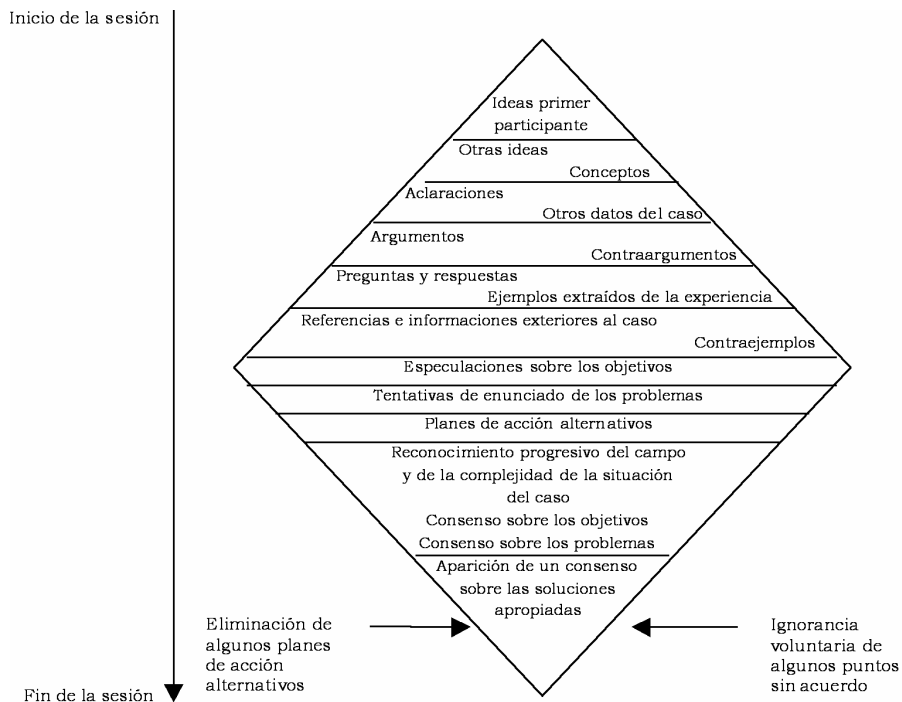 Inicio de la sesión
Ideas primer
participante
Otras ideas
Conceptos
Aclaraciones
Otros datos del caso
Argumentos
Contraargumentos
Preguntas y respuestas
Ejemplos extraídos de la experiencia
Referencias e informaciones exteriores al caso
Contraejemplos
Especulaciones sobre los objetivos
Tentativas de enunciado de los problemas
Planes de acción alternativos
Reconocimiento progresivo del campo
y de la complejidad de la situación
del caso
Consenso sobre los objetivos
Consenso sobre los problemas
Aparición de un consenso
sobre las soluciones
apropiadas
Eliminación de
algunos planes
de acción
alternativos
Ignorancia
voluntaria de
algunos puntos
sin acuerdo
Fin de la sesión